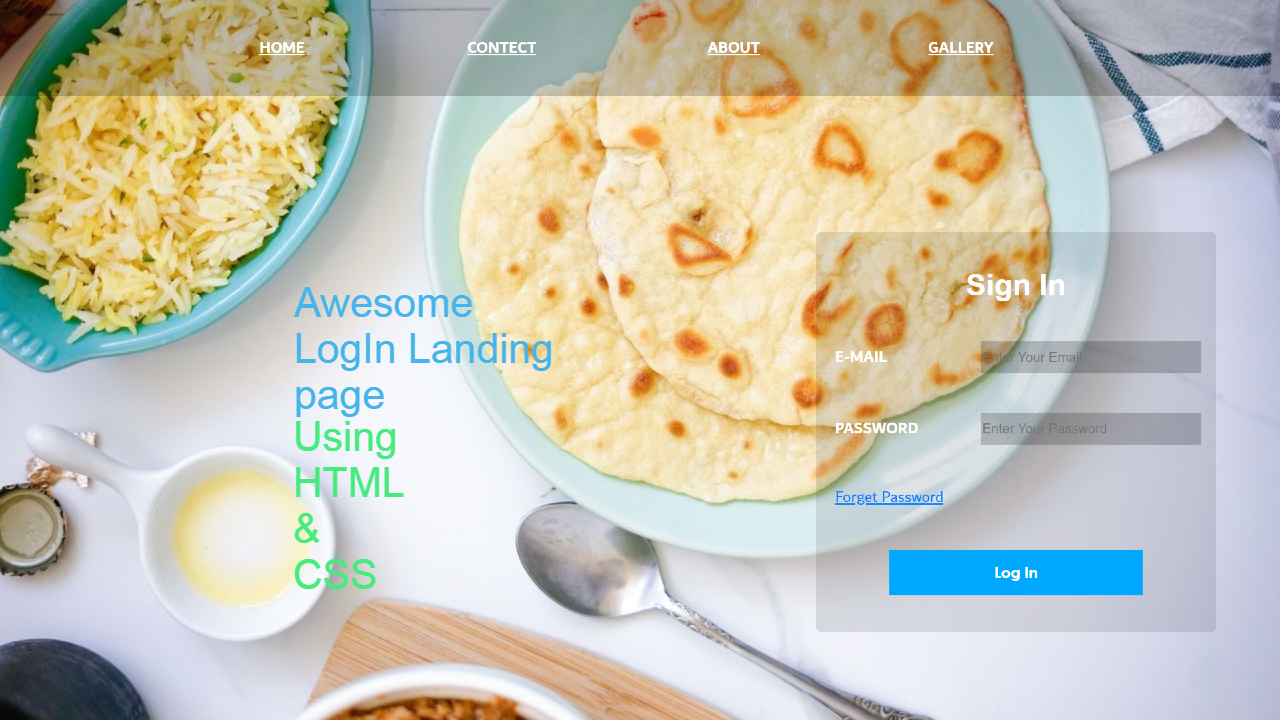 HOME
CONTECT
ABOUT
GALLERY
Awesome
LogIn Landing
page
Using
HTML
&
CSS
Sign In
E-MAIL
Enter Your Email
PASSWORD
Enter Your Password
Forget Password
Log In